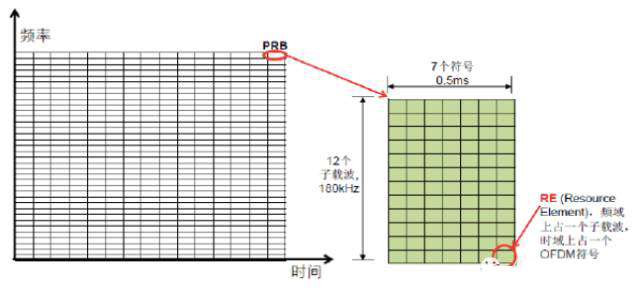 频率
PRB
7个符号
0.5ms
12个
子载波,
180kHz
RE (Resource
Element)，频域
上占一个子载波，
时域上占一个
OFDM符号
时间